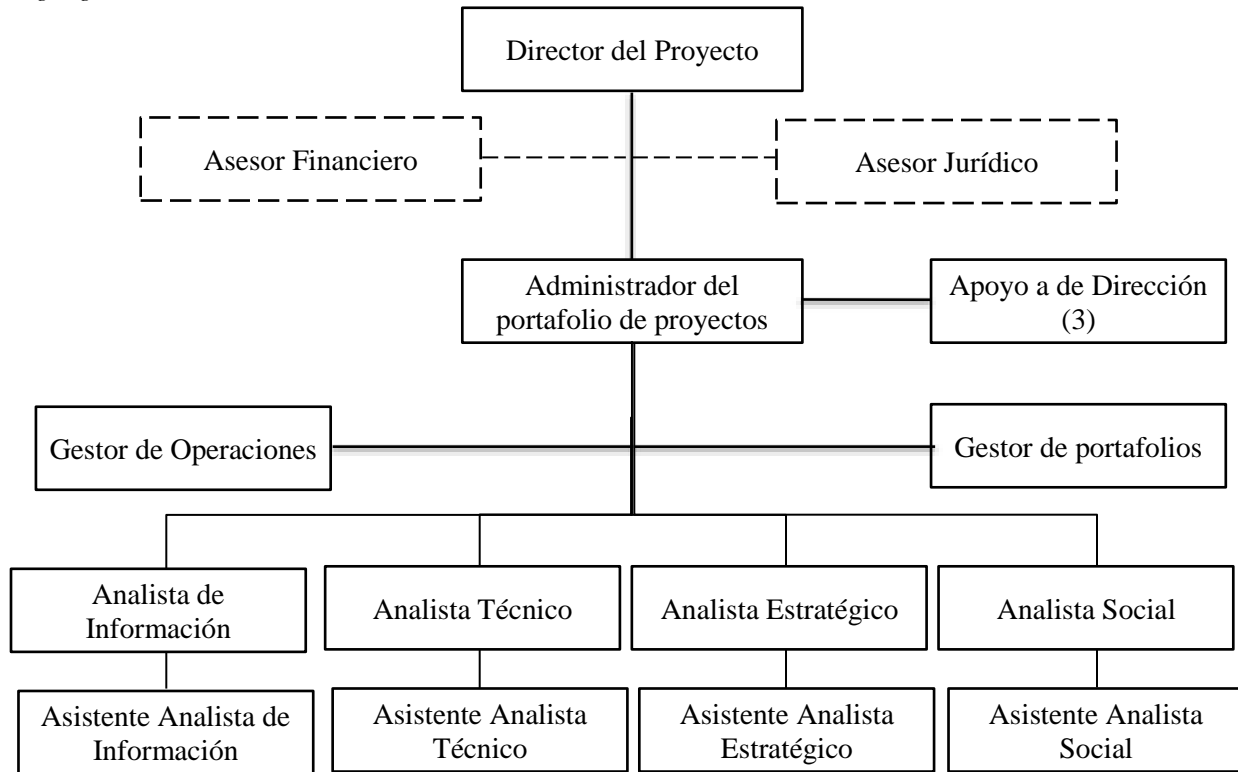 Director del Proyecto
Asesor Financiero
Asesor Jurídico
Administrador del
portafolio de proyectos
Apoyo a de Dirección
(3)
Gestor de Operaciones
Gestor de portafolios
Analista de
Información
Analista Técnico
Analista Estratégico
Analista Social
Asistente Analista de
Información
Asistente Analista
Técnico
Asistente Analista
Estratégico
Asistente Analista
Social